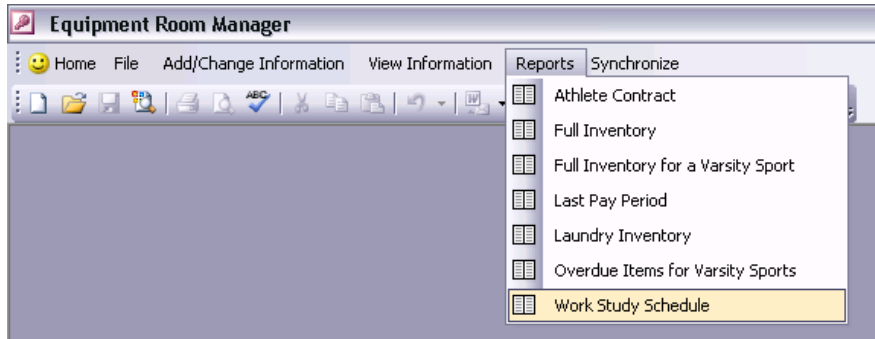 Equipment Room Manager
Home File Add/Change Information View Information Reports Synchronize
ABC W
Athlete Contract
Full Inventory
Full Inventory for a Varsity Sport
Last Pay Period
Laundry Inventory
Overdue Items for Varsity Sports
Work Study Schedule